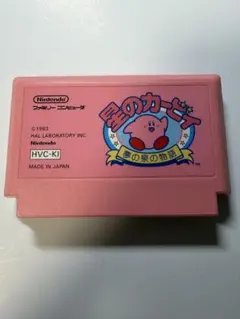 Nintendo
ファミリー コンピュータ
©1993
HAL LABORATORY INC.
Nintendo
HVC-KI
MADE IN JAPAN
星のカービィ
夢の泉の物語
TM